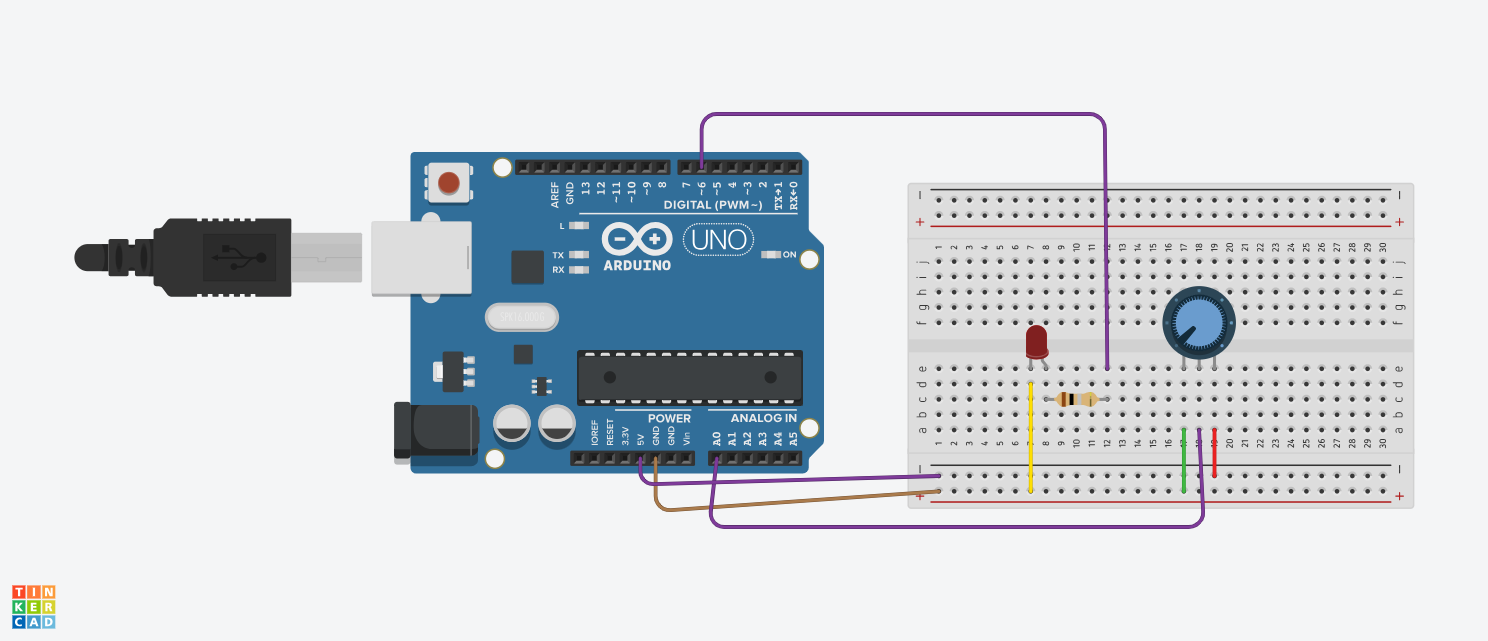 AREF
GND
13
12
~11
~10
~9
8
7
~6
~5
4
~3
2
TX→1
RX←0
DIGITAL (PWM~)
L
TX
RX
ARDUINO
UNO
ON
POWER
ANALOG IN
IOREF
RESET
3.3V
5V
GND
GND
Vin
A0
A1
A2
A3
A4
A5
− −
+ +
1 2 3 4 5 6 7 8 9 10 11 12 13 14 15 16 17 18 19 20 21 22 23 24 25 26 27 28 29 30
j j
i i
h h
g g
f f
e e
d d
c c
b b
a a
1 2 3 4 5 6 7 8 9 10 11 12 13 14 15 16 17 18 19 20 21 22 23 24 25 26 27 28 29 30
− −
+ +
TIN
KER
CAD